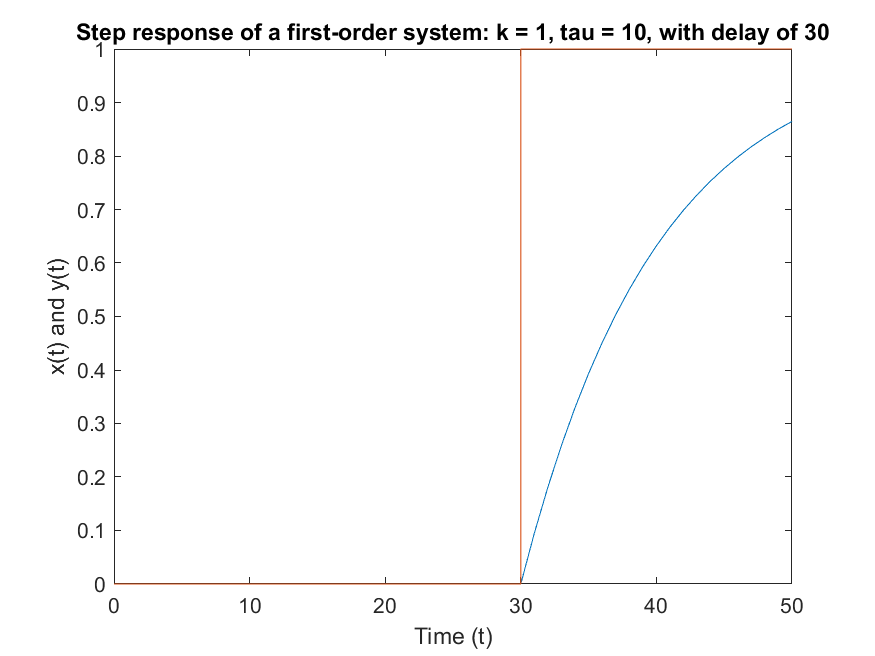 Step response of a first-order system: k = 1, tau = 10, with delay of 30
1
0.9
0.8
0.7
0.6
0.5
0.4
0.3
0.2
0.1
0
x(t) and y(t)
0 10 20 30 40 50
Time (t)